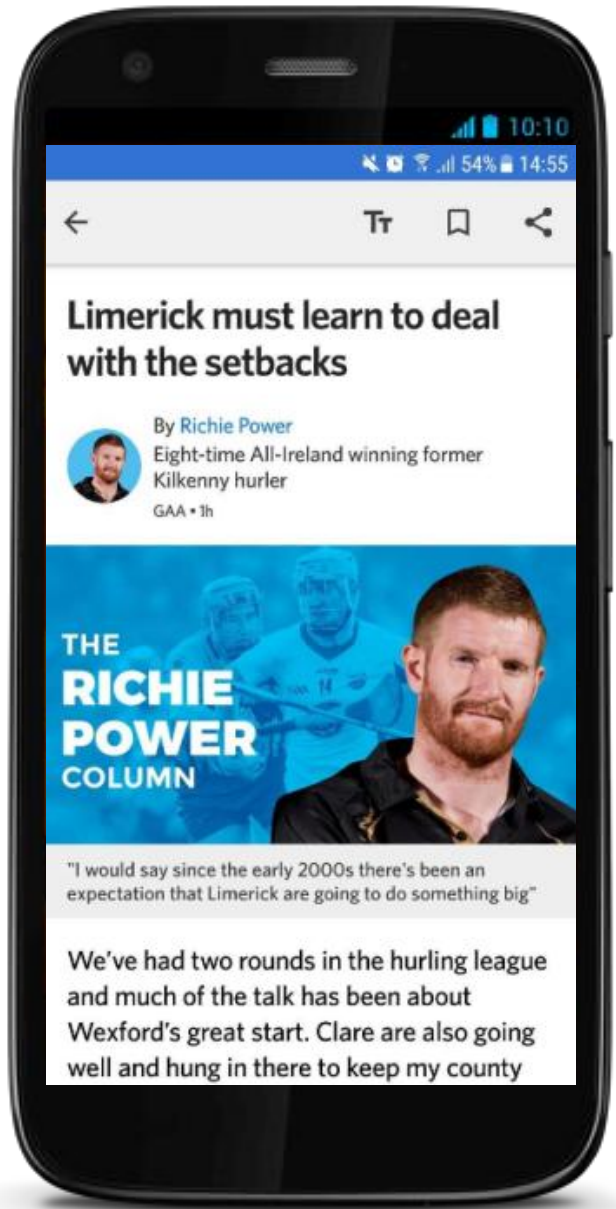 10:10
54% 14:55
TT
Limerick must learn to deal
with the setbacks
By Richie Power
Eight-time All-Ireland winning former
Kilkenny hurler
GAA • 1h
14
THE
RICHIE
POWER
COLUMN
"I would say since the early 2000s there's been an
expectation that Limerick are going to do something big"
We've had two rounds in the hurling league
and much of the talk has been about
Wexford's great start. Clare are also going
well and hung in there to keep my county